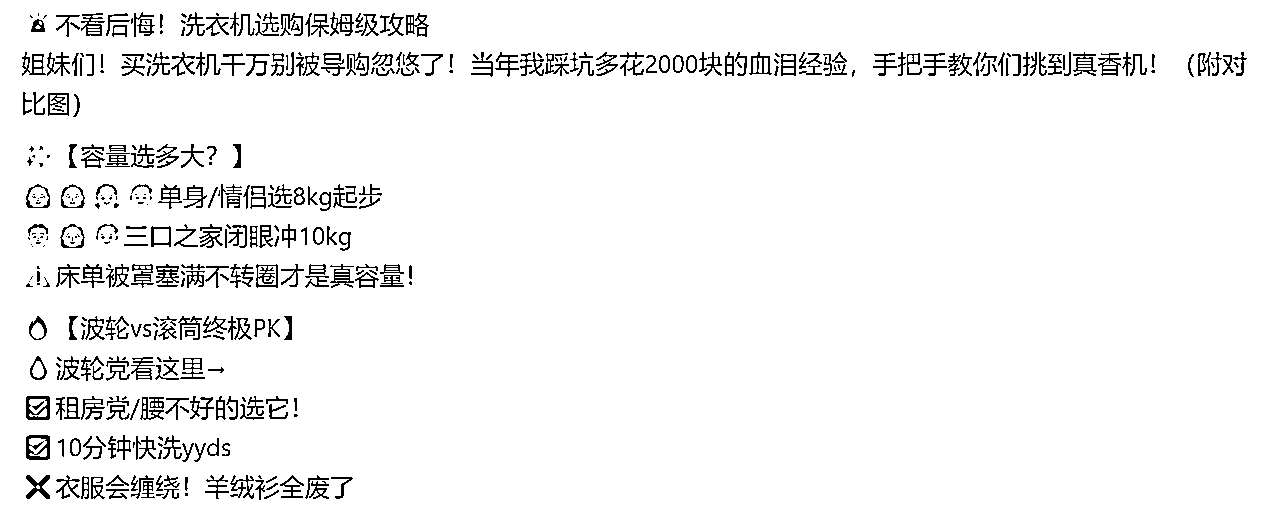 🚨不看后悔！洗衣机选购保姆级攻略
姐妹们！买洗衣机千万别被导购忽悠了！当年我踩坑多花2000块的血泪经验，手把手教你们挑到真香机！（附对
比图）
✨【容量选多大？】
👩👩👧👦单身/情侣选8kg起步
👨👩👦三口之家闭眼冲10kg
⚠️床单被罩塞满不转圈才是真容量！
🔥【波轮vs滚筒终极PK】
💧波轮党看这里→
☑租房党/腰不好的选它！
☑10分钟快洗yyds
❌衣服会缠绕！羊绒衫全废了